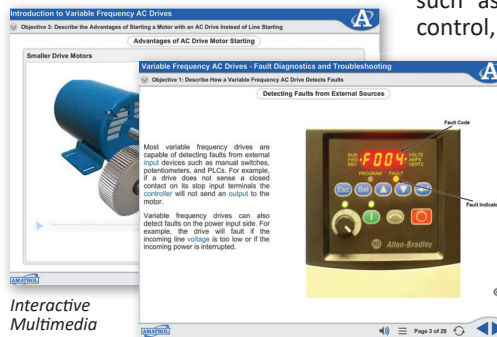 such as
control,
Introduction to Variable Frequency AC Drives
Objective 3: Describe the Advantages of Starting a Motor with an AC Drive Instead of Line Starting
Advantages of AC Drive Motor Starting
Smaller Drive Motors
AMATROL
Interactive
Multimedia
Variable Frequency AC Drives - Fault Diagnostics and Troubleshooting
Objective 1: Describe How a Variable Frequency AC Drive Detects Faults
Detecting Faults from External Sources
Most variable frequency drives are
capable of detecting faults from external
input devices such as manual switches,
potentiometers, and PLCs. For example,
if a drive does not sense a closed
contact on its stop input terminals the
controller will not send an output to the
motor.
Variable frequency drives can also
detect faults on the power input side. For
example, the drive will fault if the
incoming line voltage is too low or if the
incoming power is interrupted.
Fault Code
RUN
FWD
REV
F004
VOLTS
AMPS
HERTZ
PROGRAM
FAULT
Esc
Sel
Fault Indicator
Allen-Bradley
AMATROL
Page 3 of 29